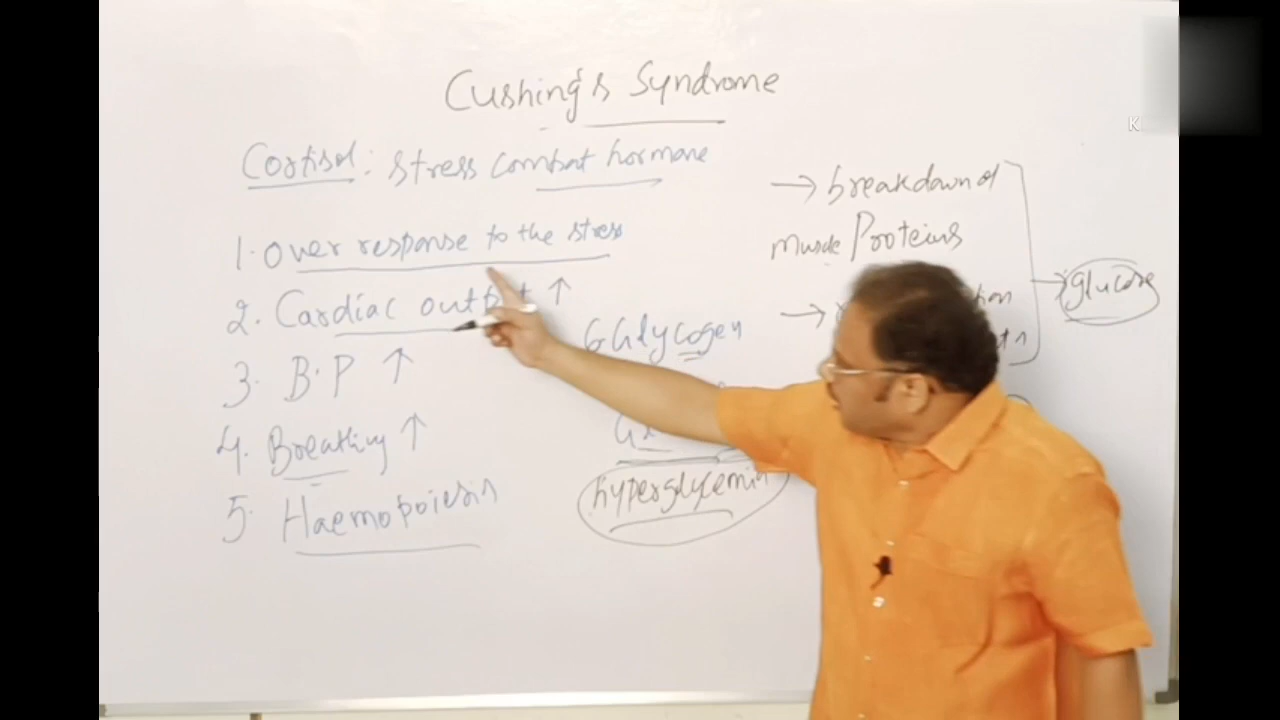 Cushing's Syndrome
Cortisol: stress combat hormone
1. Over response to the stress
2. Cardiac output ↑
3. B.P ↑
4. Breathing ↑
5. Haemopoiesis
6 Glycogen
hyperglycemia
→ breakdown of
muscle Proteins
→
→ glucose
K